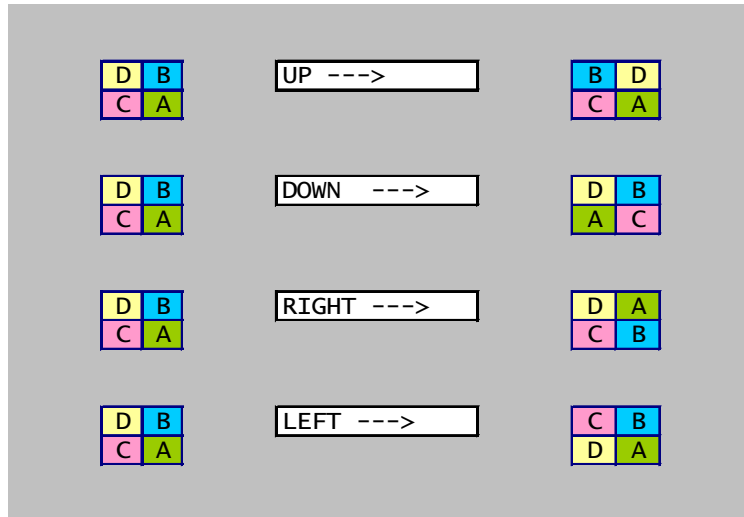 D B UP ---> B D
C A C A
D B DOWN ---> D B
C A A C
D B RIGHT ---> D A
C A C B
D B LEFT ---> C B
C A D A